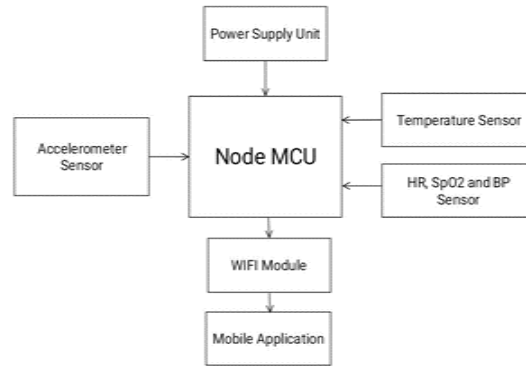 Power Supply Unit
Accelerometer
Sensor
Node MCU
Temperature Sensor
HR, SpO2 and BP
Sensor
WIFI Module
Mobile Application